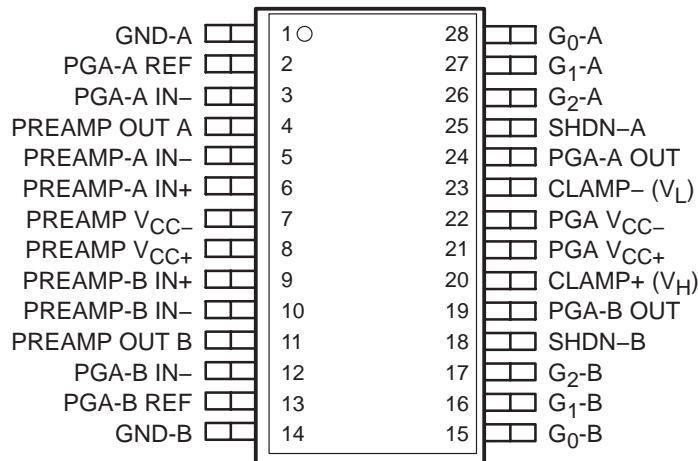 GND-A 1 28 G0-A
PGA-A REF 2 27 G1-A
PGA-A IN– 3 26 G2-A
PREAMP OUT A 4 25 SHDN–A
PREAMP-A IN– 5 24 PGA-A OUT
PREAMP-A IN+ 6 23 CLAMP– (VL)
PREAMP VCC– 7 22 PGA VCC–
PREAMP VCC+ 8 21 PGA VCC+
PREAMP-B IN+ 9 20 CLAMP+ (VH)
PREAMP-B IN– 10 19 PGA-B OUT
PREAMP OUT B 11 18 SHDN–B
PGA-B IN– 12 17 G2-B
PGA-B REF 13 16 G1-B
GND-B 14 15 G0-B